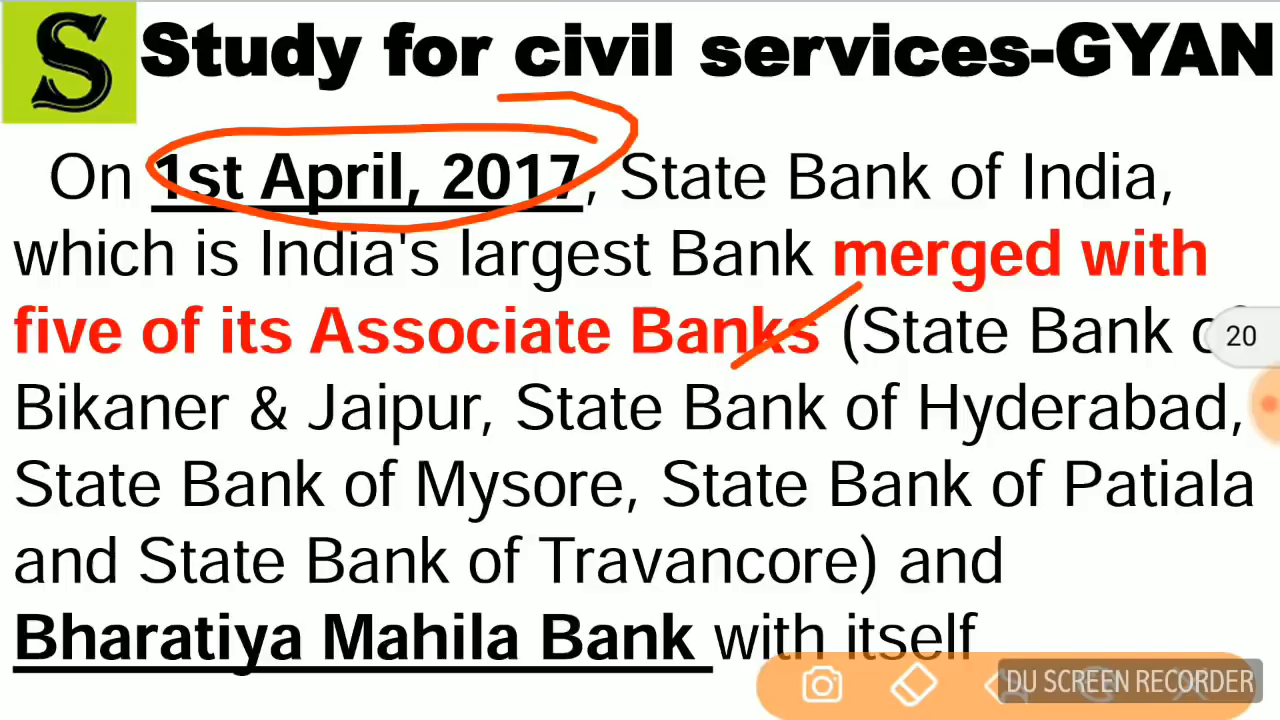 S Study for civil services-GYAN
On 1st April, 2017, State Bank of India,
which is India's largest Bank merged with
five of its Associate Banks (State Bank
20
Bikaner & Jaipur, State Bank of Hyderabad,
State Bank of Mysore, State Bank of Patiala
and State Bank of Travancore) and
Bharatiya Mahila Bank with itself
DU SCREEN RECORDER